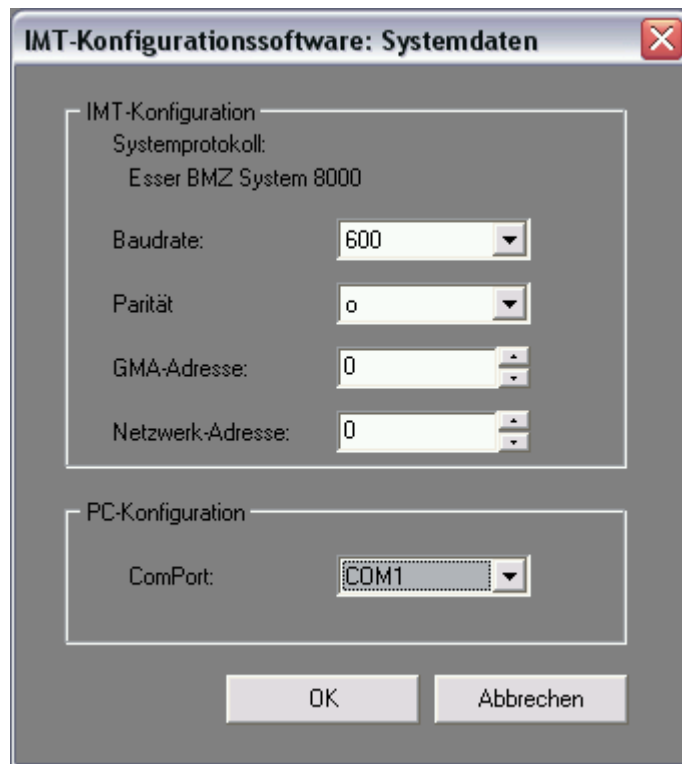 IMT-Konfigurationssoftware: Systemdaten
IMT-Konfiguration
Systemprotokoll:
Esser BMZ System 8000
Baudrate: 600
Parität o
GMA-Adresse: 0
Netzwerk-Adresse: 0
PC-Konfiguration
ComPort: COM1
OK Abbrechen